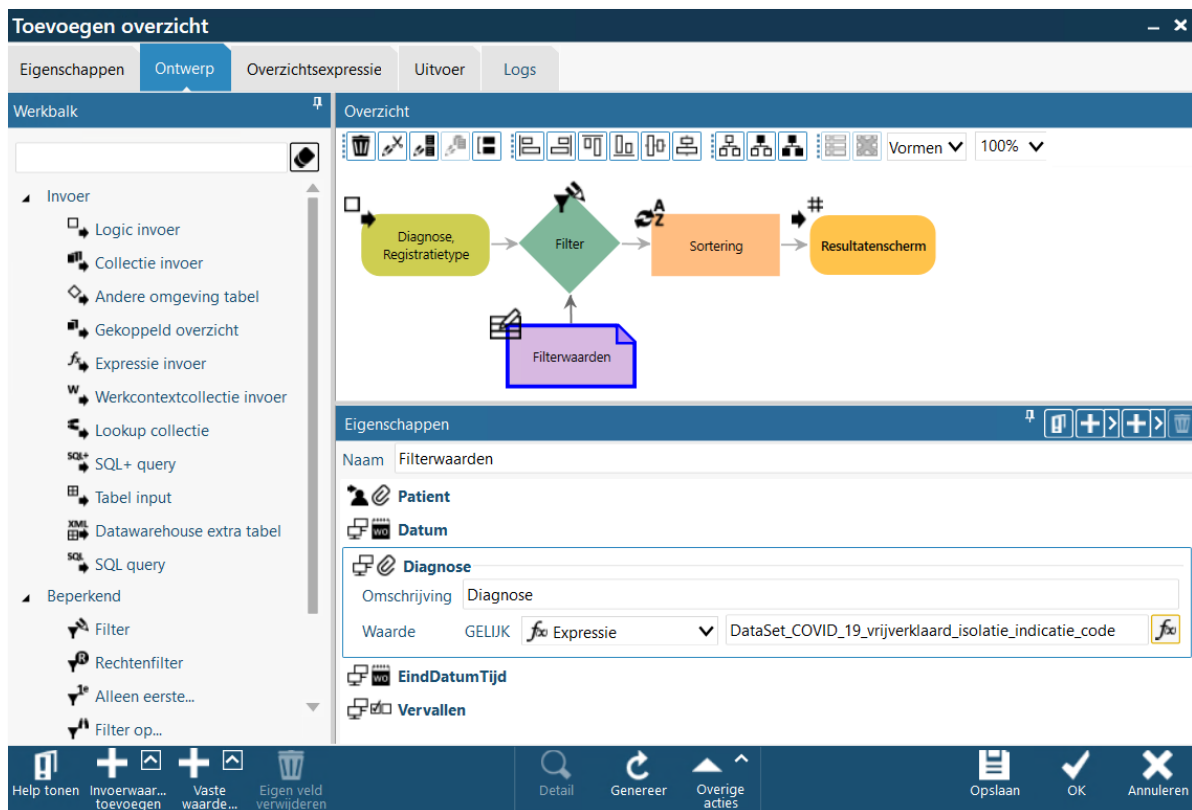 Toevoegen overzicht
Eigenschappen Ontwerp Overzichtsexpressie Uitvoer Logs
Werkbalk
Invoer
Logic invoer
Collectie invoer
Andere omgeving tabel
Gekoppeld overzicht
Expressie invoer
Werkcontextcollectie invoer
Lookup collectie
SQL+ query
Tabel input
Datawarehouse extra tabel
SQL query
Beperkend
Filter
Rechtenfilter
Alleen eerste...
Filter op...
Overzicht
Vormen 100%
Diagnose,
Registratietype
Filter
Sortering
Resultatenscherm
Filterwaarden
Eigenschappen
Naam Filterwaarden
Patient
Datum
Diagnose
Omschrijving Diagnose
Waarde GELIJK fx Expressie DataSet_COVID_19_vrijverklaard_isolatie_indicatie_code fx
EindDatumTijd
Vervallen
Help tonen
Invoerwaar...
toevoegen
Vaste
waarde...
Eigen veld
verwijderen
Detail
Genereer
Overige
acties
Opslaan
OK
Annuleren